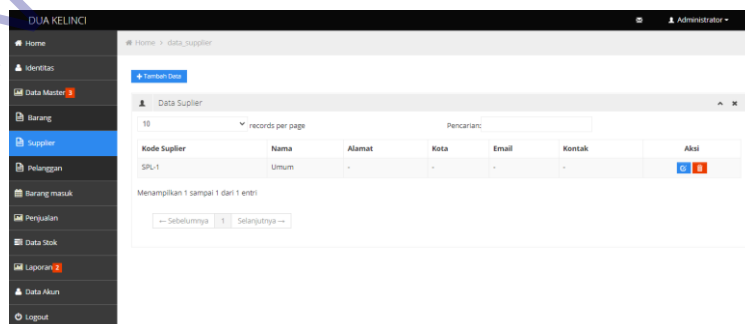 DUA KELINCI
Administrator
Home
Home > data_supplier
Identitas
+Tambah Data
Data Master 3
Data Suplier
Barang
10 records per page Pencarian:
Supplier
Kode Suplier Nama Alamat Kota Email Kontak Aksi
Pelanggan
SPL-1 Umum - - - -
Barang masuk
Menampilkan 1 sampai 1 dari 1 entri
Penjualan
← Sebelumnya 1 Selanjutnya →
Data Stok
Laporan 2
Data Akun
Logout